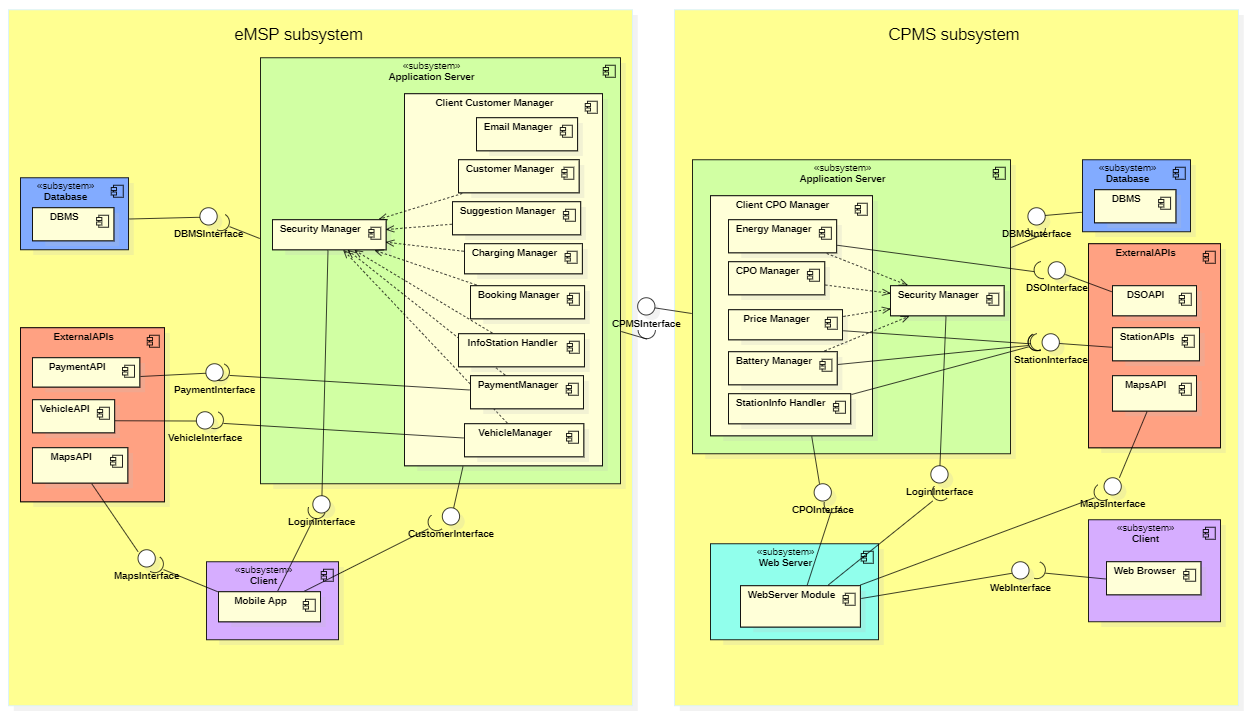 eMSP subsystem
«subsystem»
Application Server
Client Customer Manager
Email Manager
Customer Manager
«subsystem»
Database
DBMS
DBMSInterface
Security Manager
Suggestion Manager
Charging Manager
Booking Manager
InfoStation Handler
PaymentManager
VehicleManager
ExternalAPIs
PaymentAPI
VehicleAPI
MapsAPI
PaymentInterface
VehicleInterface
LoginInterface
CustomerInterface
MapsInterface
«subsystem»
Client
Mobile App
CPMSInterface
CPMS subsystem
«subsystem»
Application Server
Client CPO Manager
Energy Manager
CPO Manager
Price Manager
Battery Manager
StationInfo Handler
Security Manager
«subsystem»
Database
DBMS
DBMSInterface
ExternalAPIs
DSOAPI
StationAPIs
MapsAPI
DSOInterface
StationInterface
CPOInterface
LoginInterface
MapsInterface
«subsystem»
Web Server
WebServer Module
WebInterface
«subsystem»
Client
Web Browser